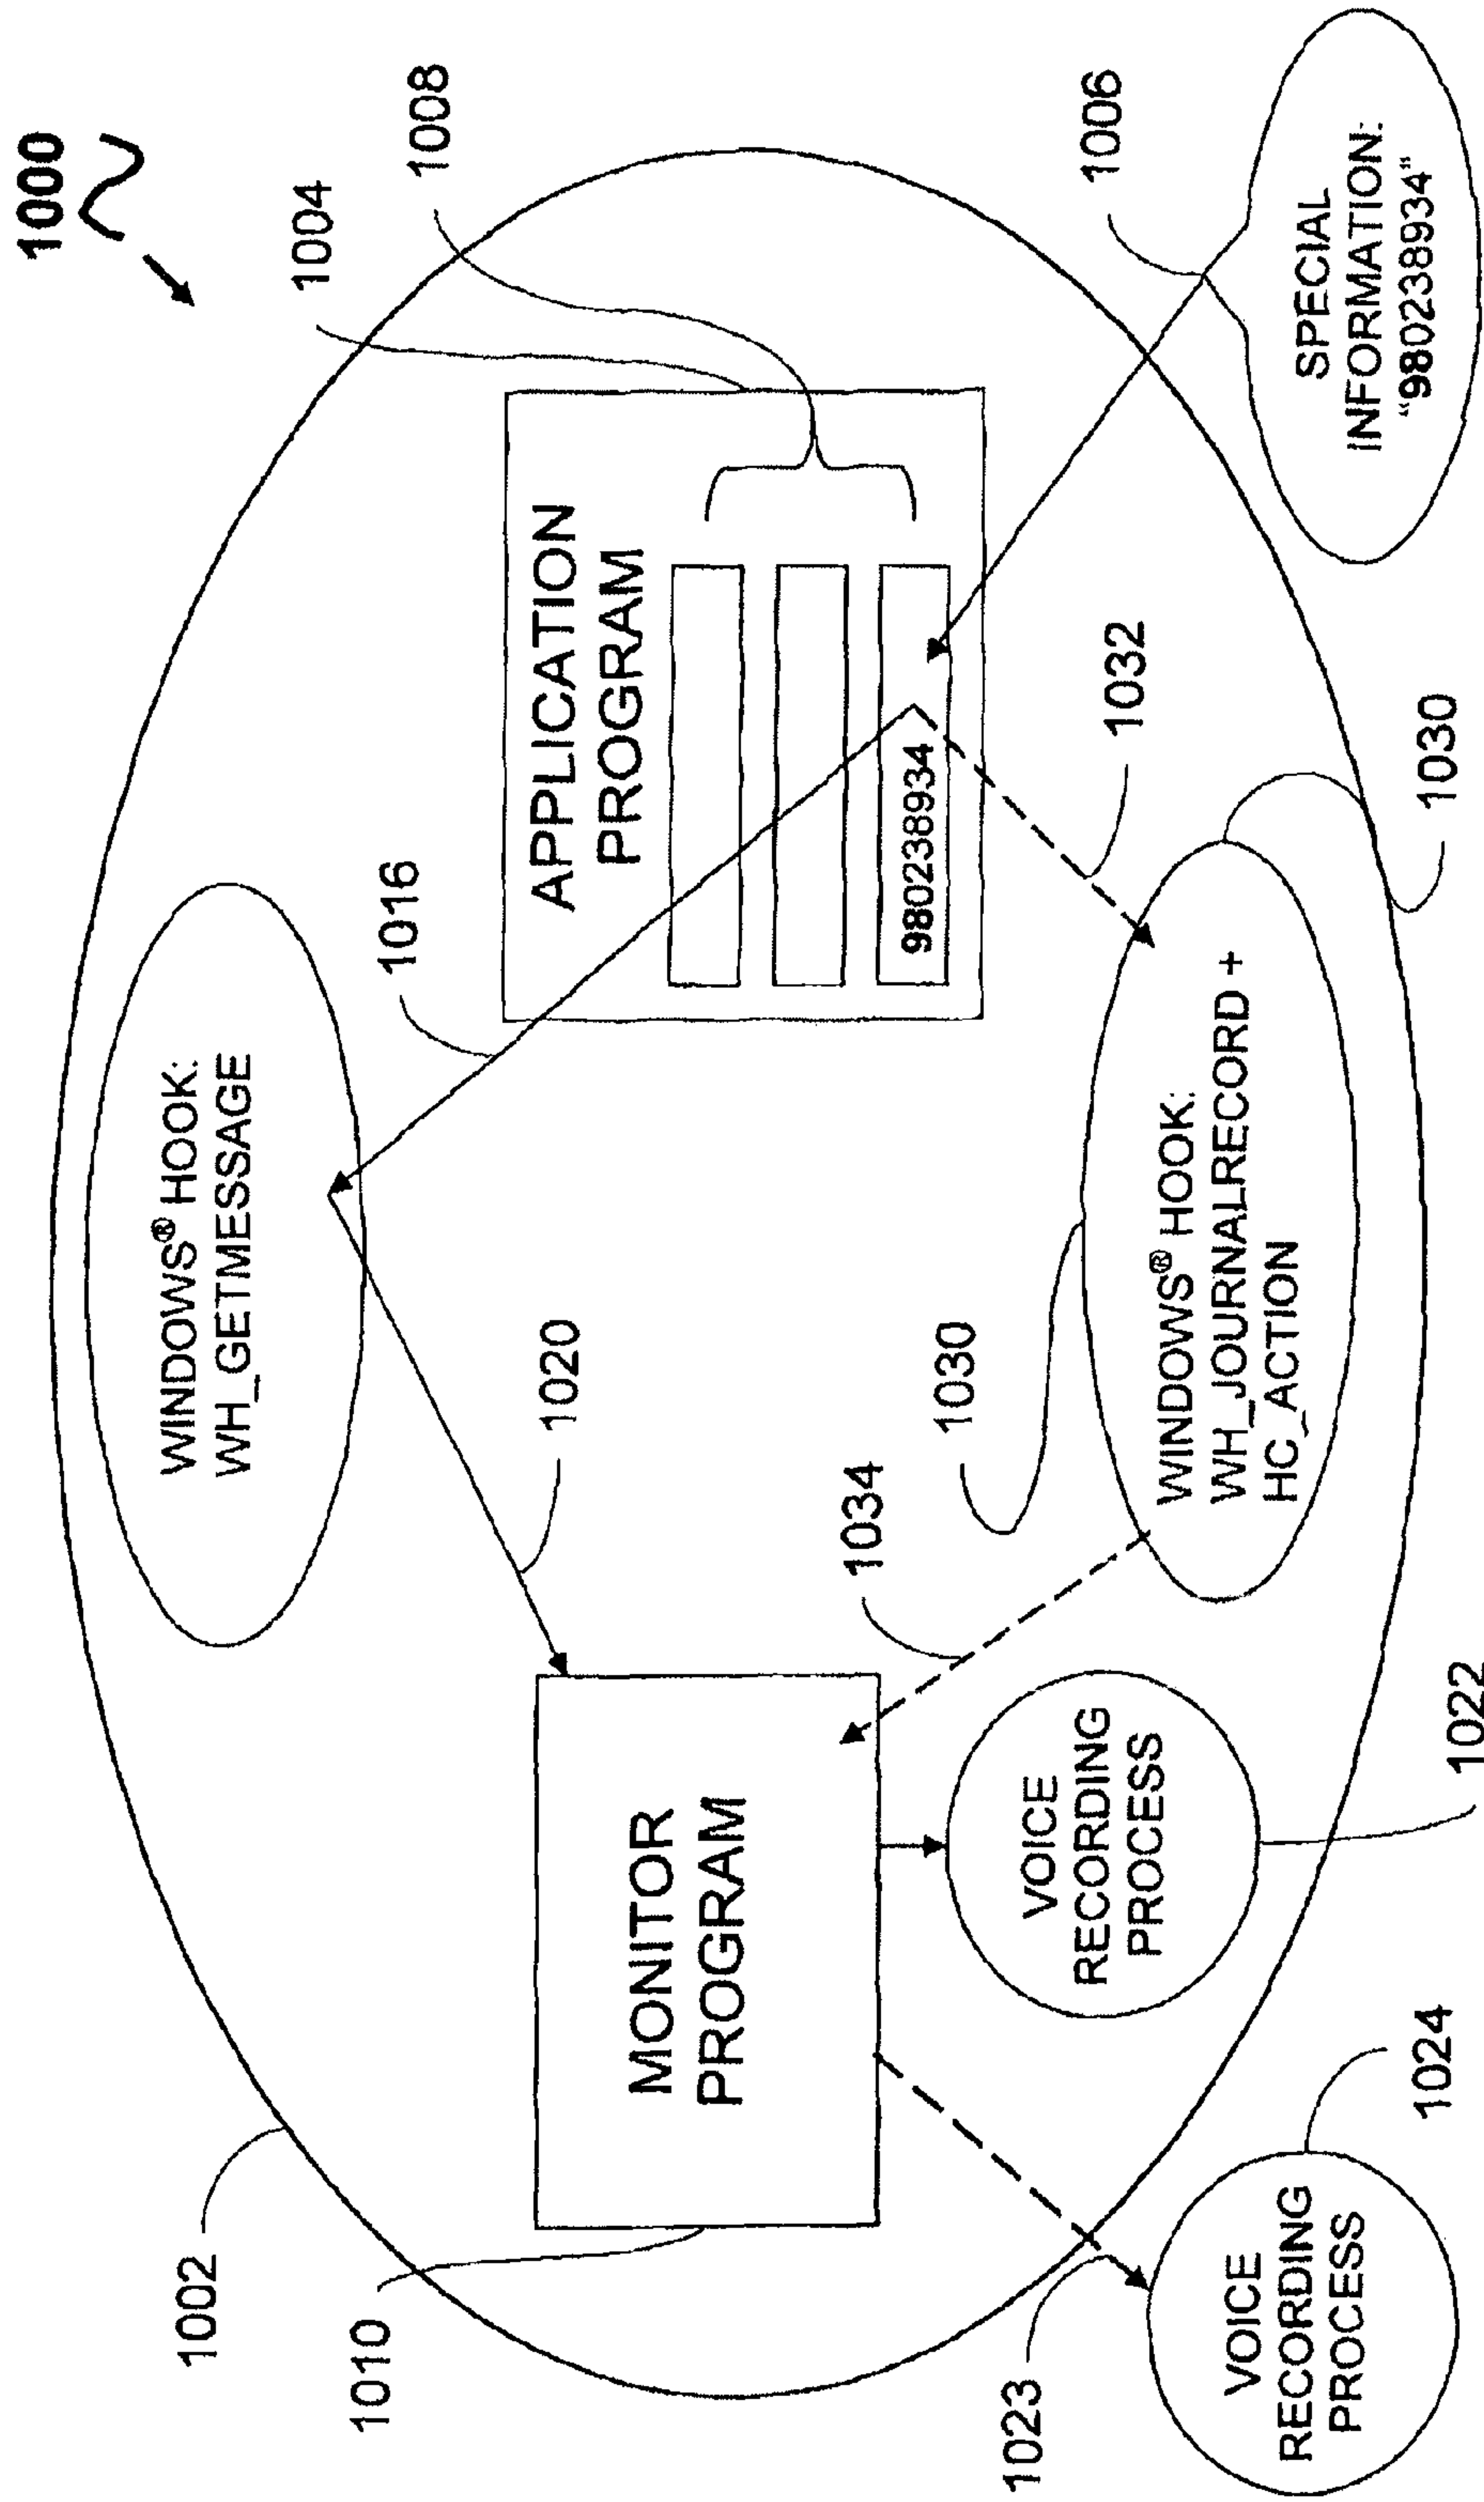 1000
WINDOWS® HOOK:
WH_GETMESSAGE
1002
1004
1010
1016
1008
1020
APPLICATION
PROGRAM
MONITOR
PROGRAM
1034
980238934
1030
1023
VOICE
RECORDING
PROCESS
1006
1032
WINDOWS® HOOK:
WH_JOURNALRECORD +
HC_ACTION
VOICE
RECORDING
PROCESS
SPECIAL
INFORMATION:
"980238934"
1024
1022
1030